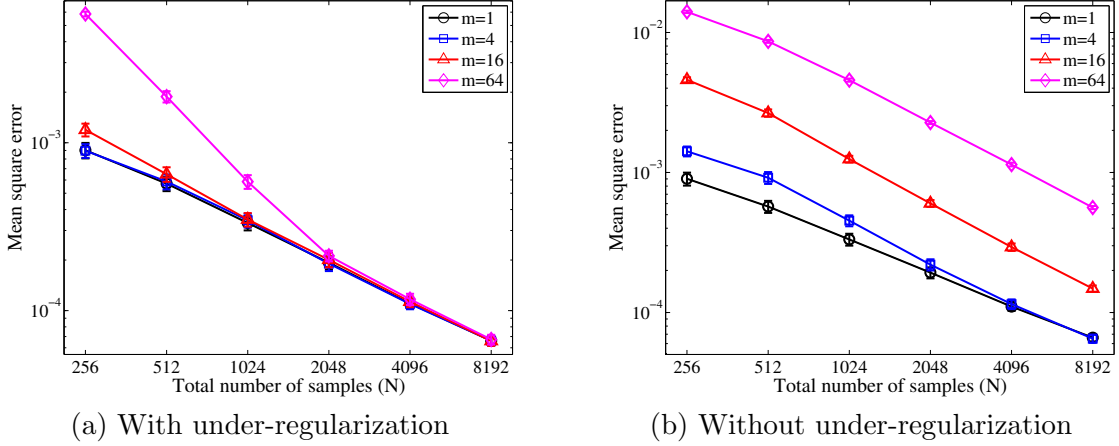 m=1
m=4
m=16
m=64
10^{-3}
10^{-4}
Mean square error
256 512 1024 2048 4096 8192
Total number of samples (N)
(a) With under-regularization
m=1
m=4
m=16
m=64
10^{-2}
10^{-3}
10^{-4}
Mean square error
256 512 1024 2048 4096 8192
Total number of samples (N)
(b) Without under-regularization